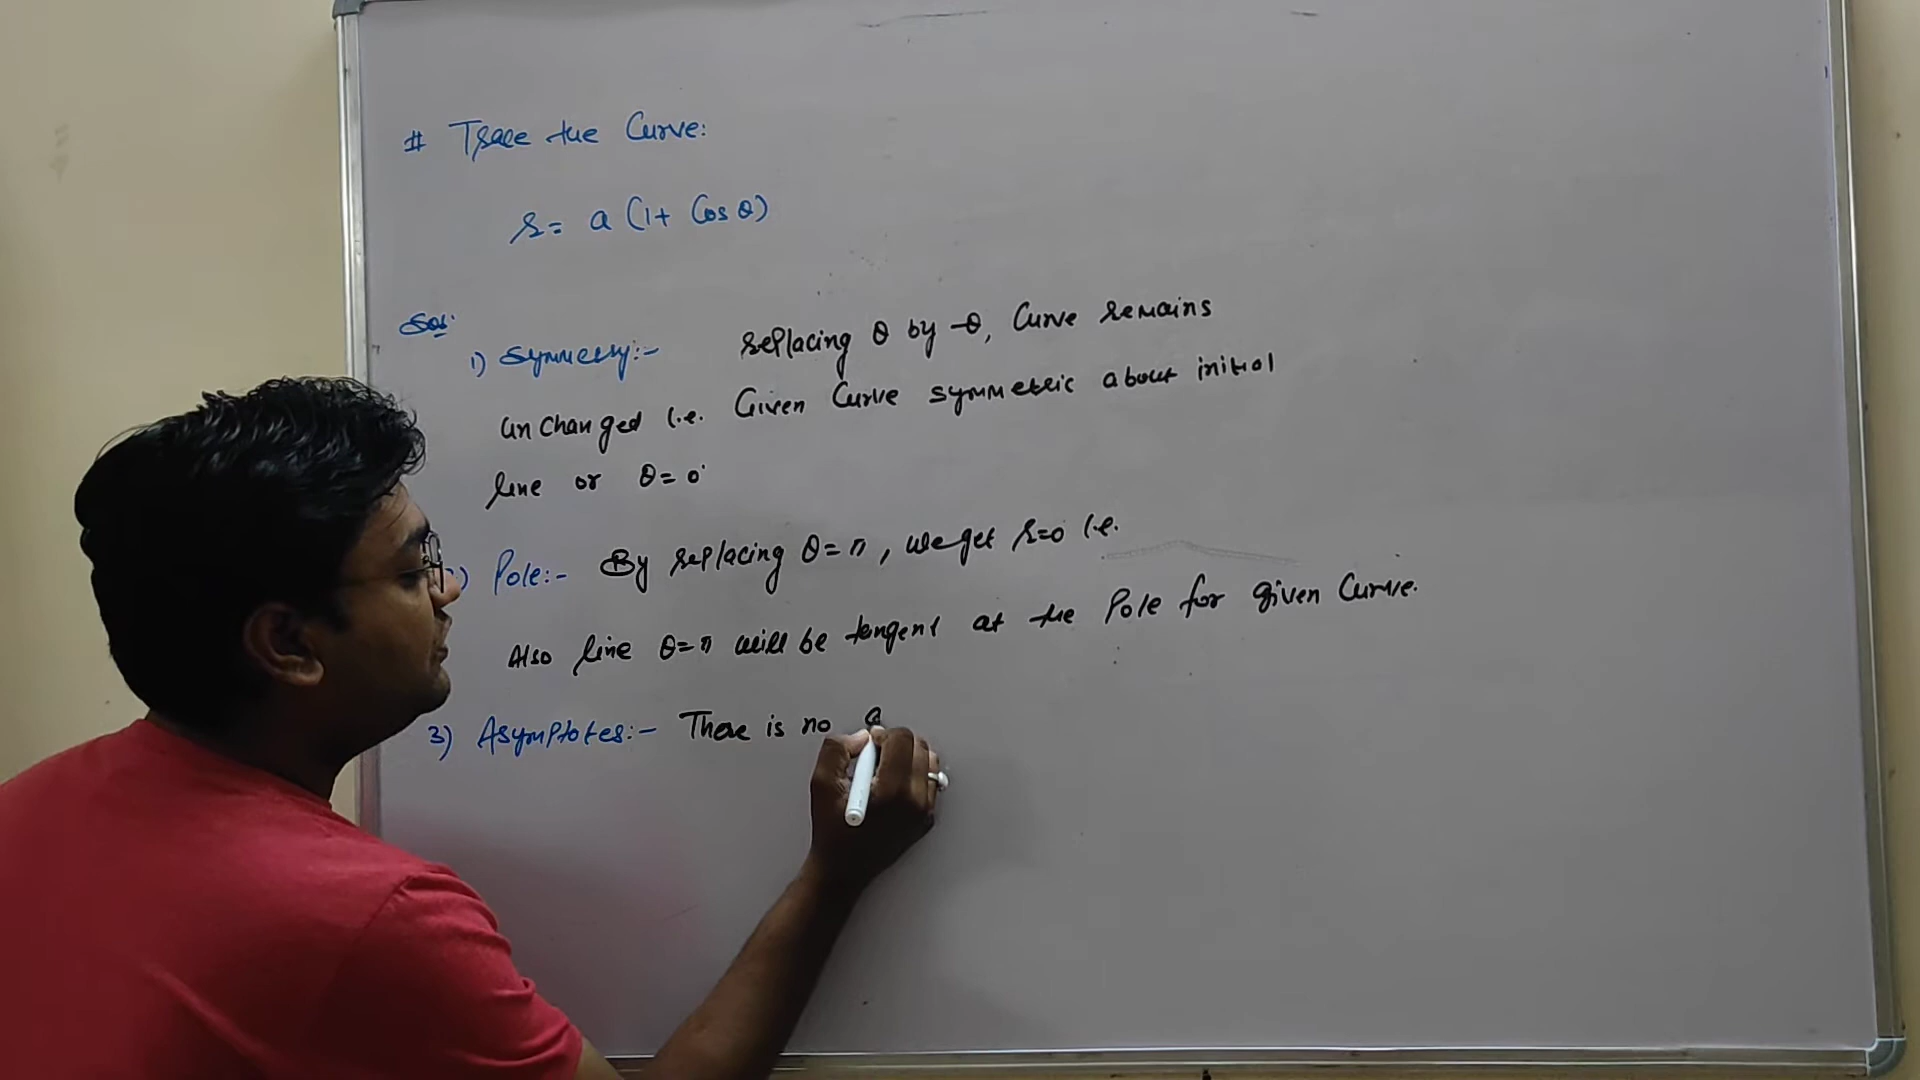 # Trace the Curve:
r = a (1 + Cos θ)
Sol:
1) Symmetry:- replacing θ by -θ, Curve remains
unchanged i.e. Given Curve symmetric about initial
line or θ = 0
2) Pole:- By replacing θ = π, we get r = 0 i.e.
Also line θ = π will be tangent at the Pole for given Curve.
3) Asymptotes:- There is no a